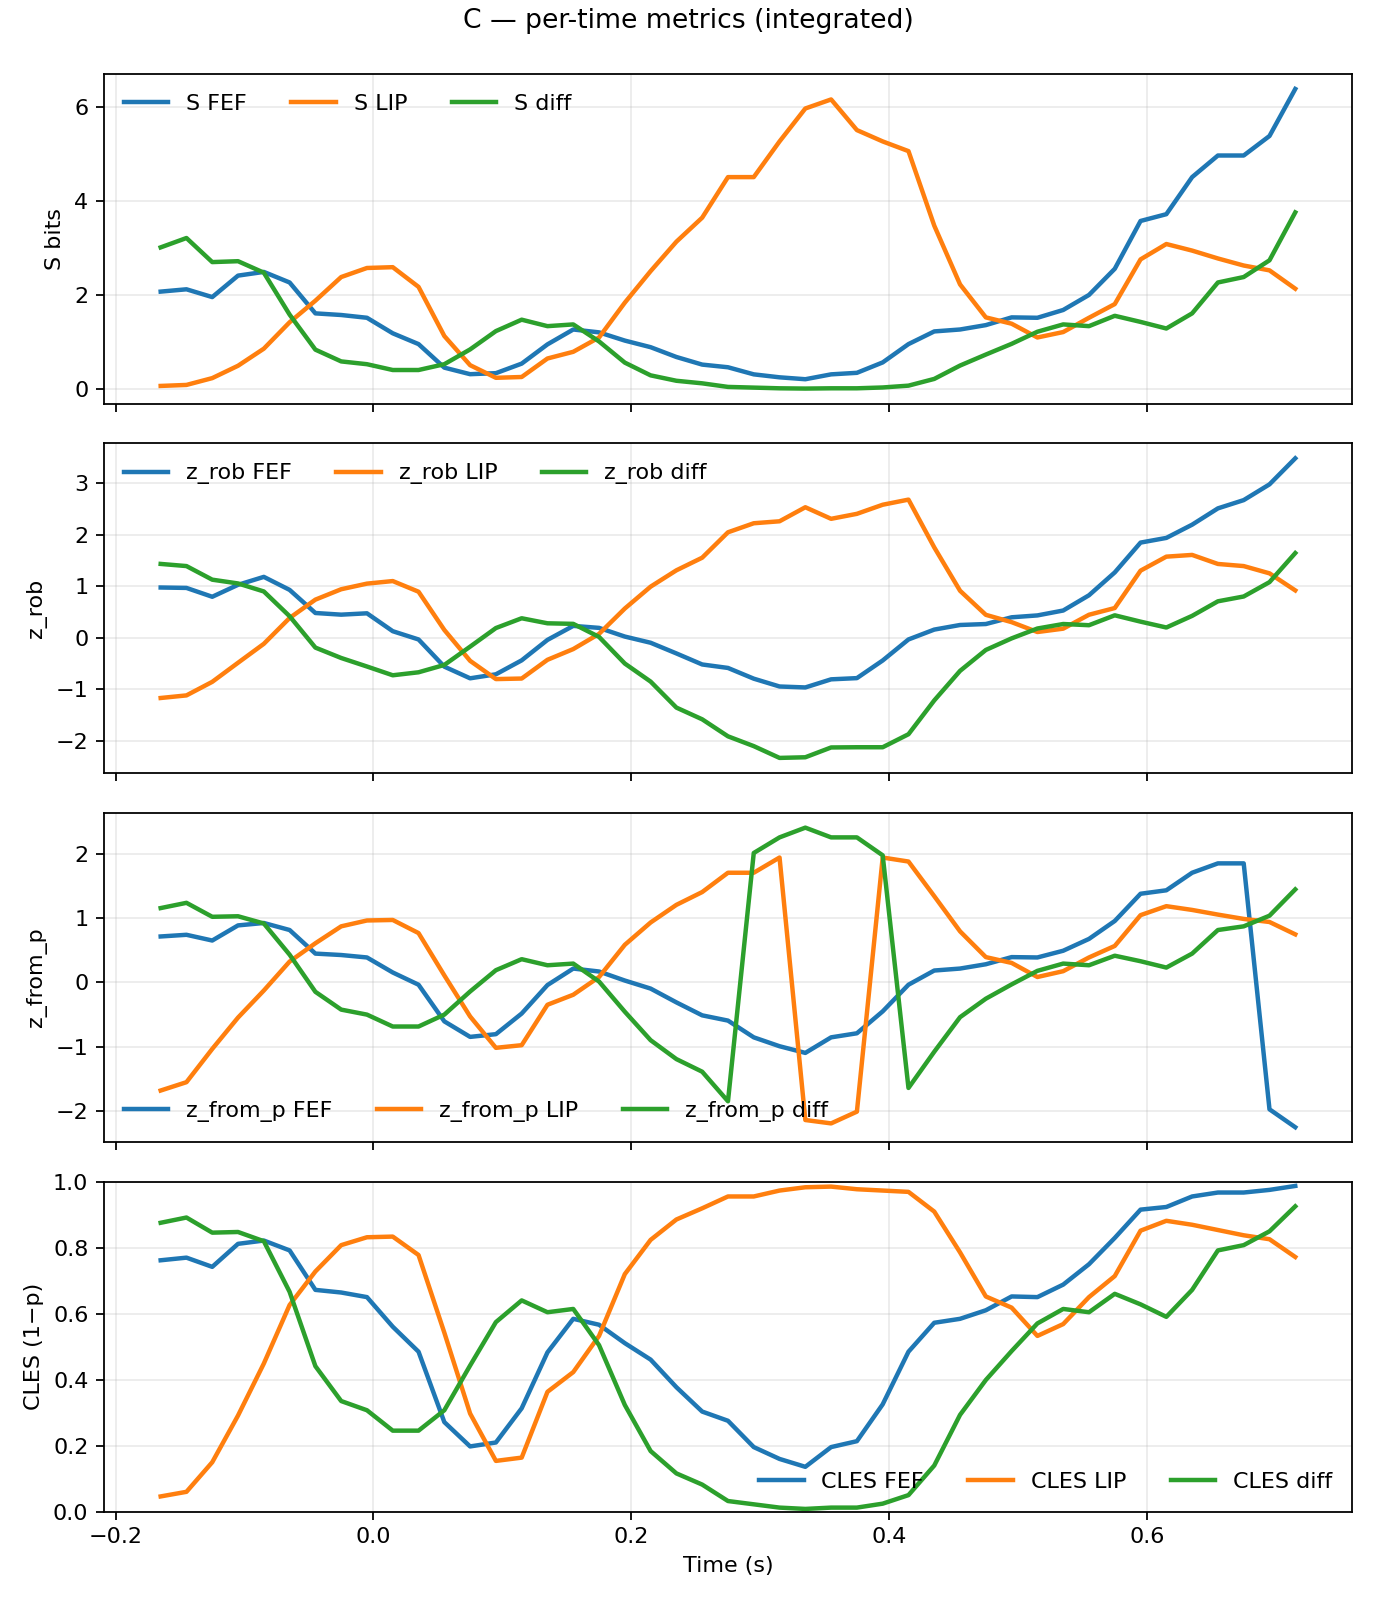 C — per-time metrics (integrated)
S FEF S LIP S diff
6
4
2
0
S bits
z_rob FEF z_rob LIP z_rob diff
3
2
1
0
−1
−2
z_rob
2
1
0
−1
−2
z_from_p
z_from_p FEF z_from_p LIP z_from_p diff
1.0
0.8
0.6
0.4
0.2
0.0
CLES (1−p)
CLES FEF CLES LIP CLES diff
−0.2 0.0 0.2 0.4 0.6
Time (s)